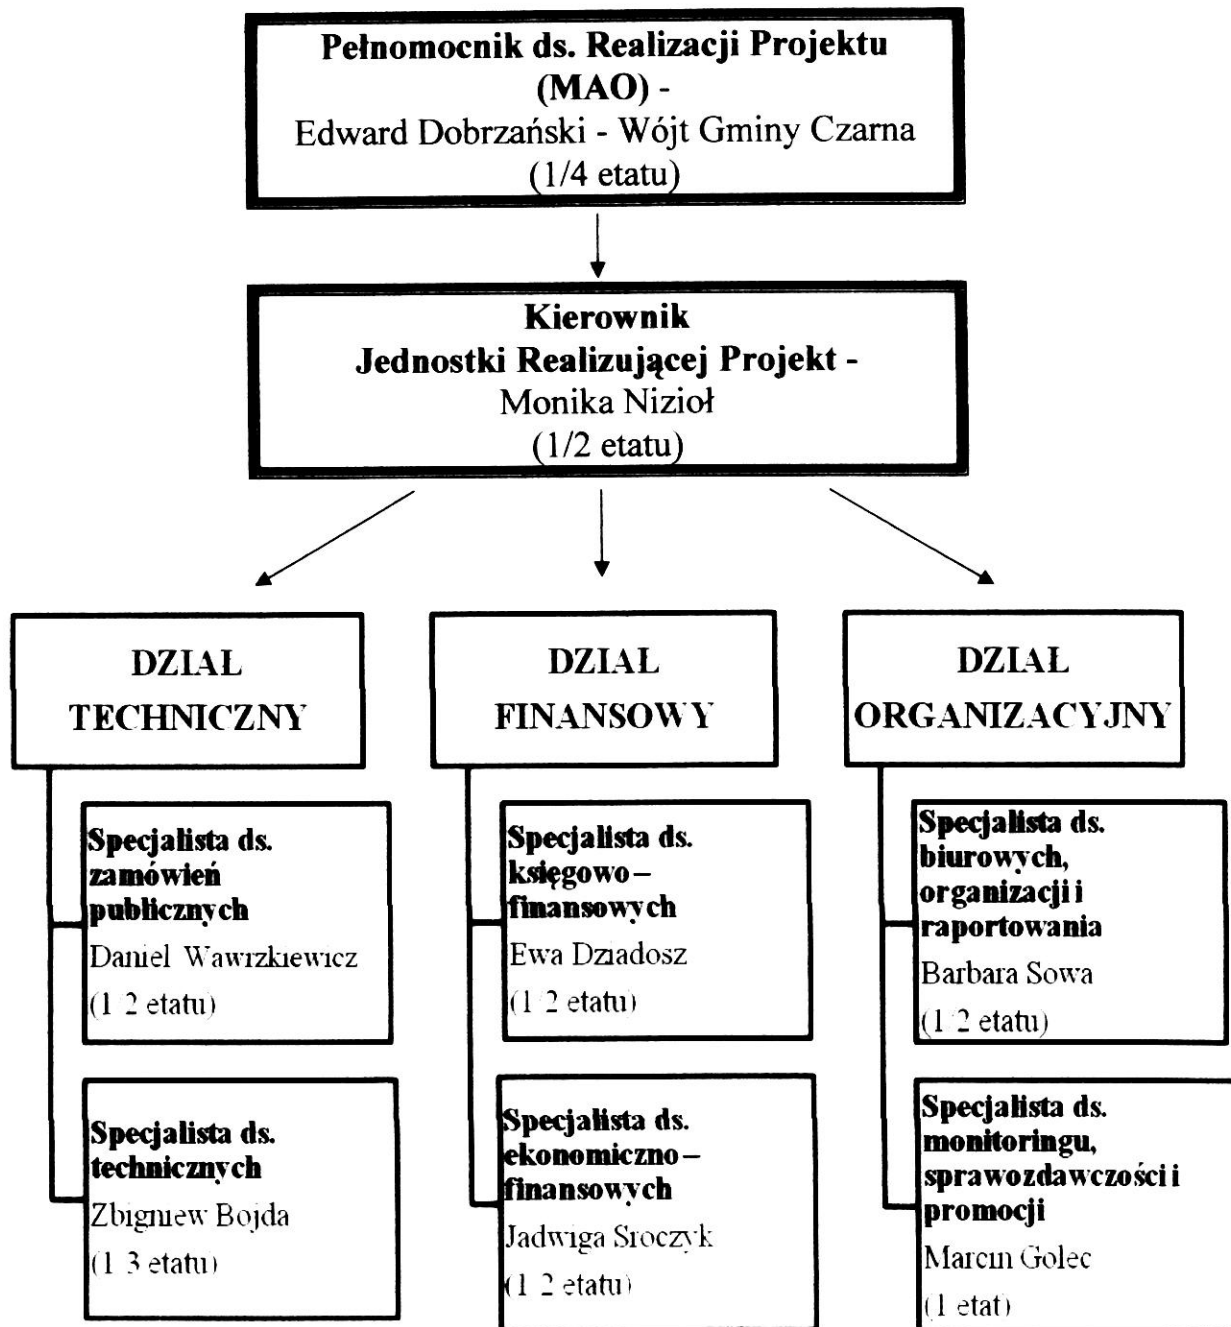 Pełnomocnik ds. Realizacji Projektu
(MAO) -
Edward Dobrzański - Wójt Gminy Czarna
(1/4 etatu)
Kierownik
Jednostki Realizującej Projekt -
Monika Nizioł
(1/2 etatu)
DZIAŁ
TECHNICZNY
Specjalista ds.
zamówień
publicznych
Daniel Wawrzkiewicz
(1/2 etatu)
Specjalista ds.
technicznych
Zbigniew Bojda
(1/3 etatu)
DZIAŁ
FINANSOWY
Specjalista ds.
księgowo–
finansowych
Ewa Dziadosz
(1/2 etatu)
Specjalista ds.
ekonomiczno–
finansowych
Jadwiga Sroczyk
(1/2 etatu)
DZIAŁ
ORGANIZACYJNY
Specjalista ds.
biurowych,
organizacji i
raportowania
Barbara Sowa
(1/2 etatu)
Specjalista ds.
monitoringu,
sprawozdawczości i
promocji
Marcin Golec
(1 etat)